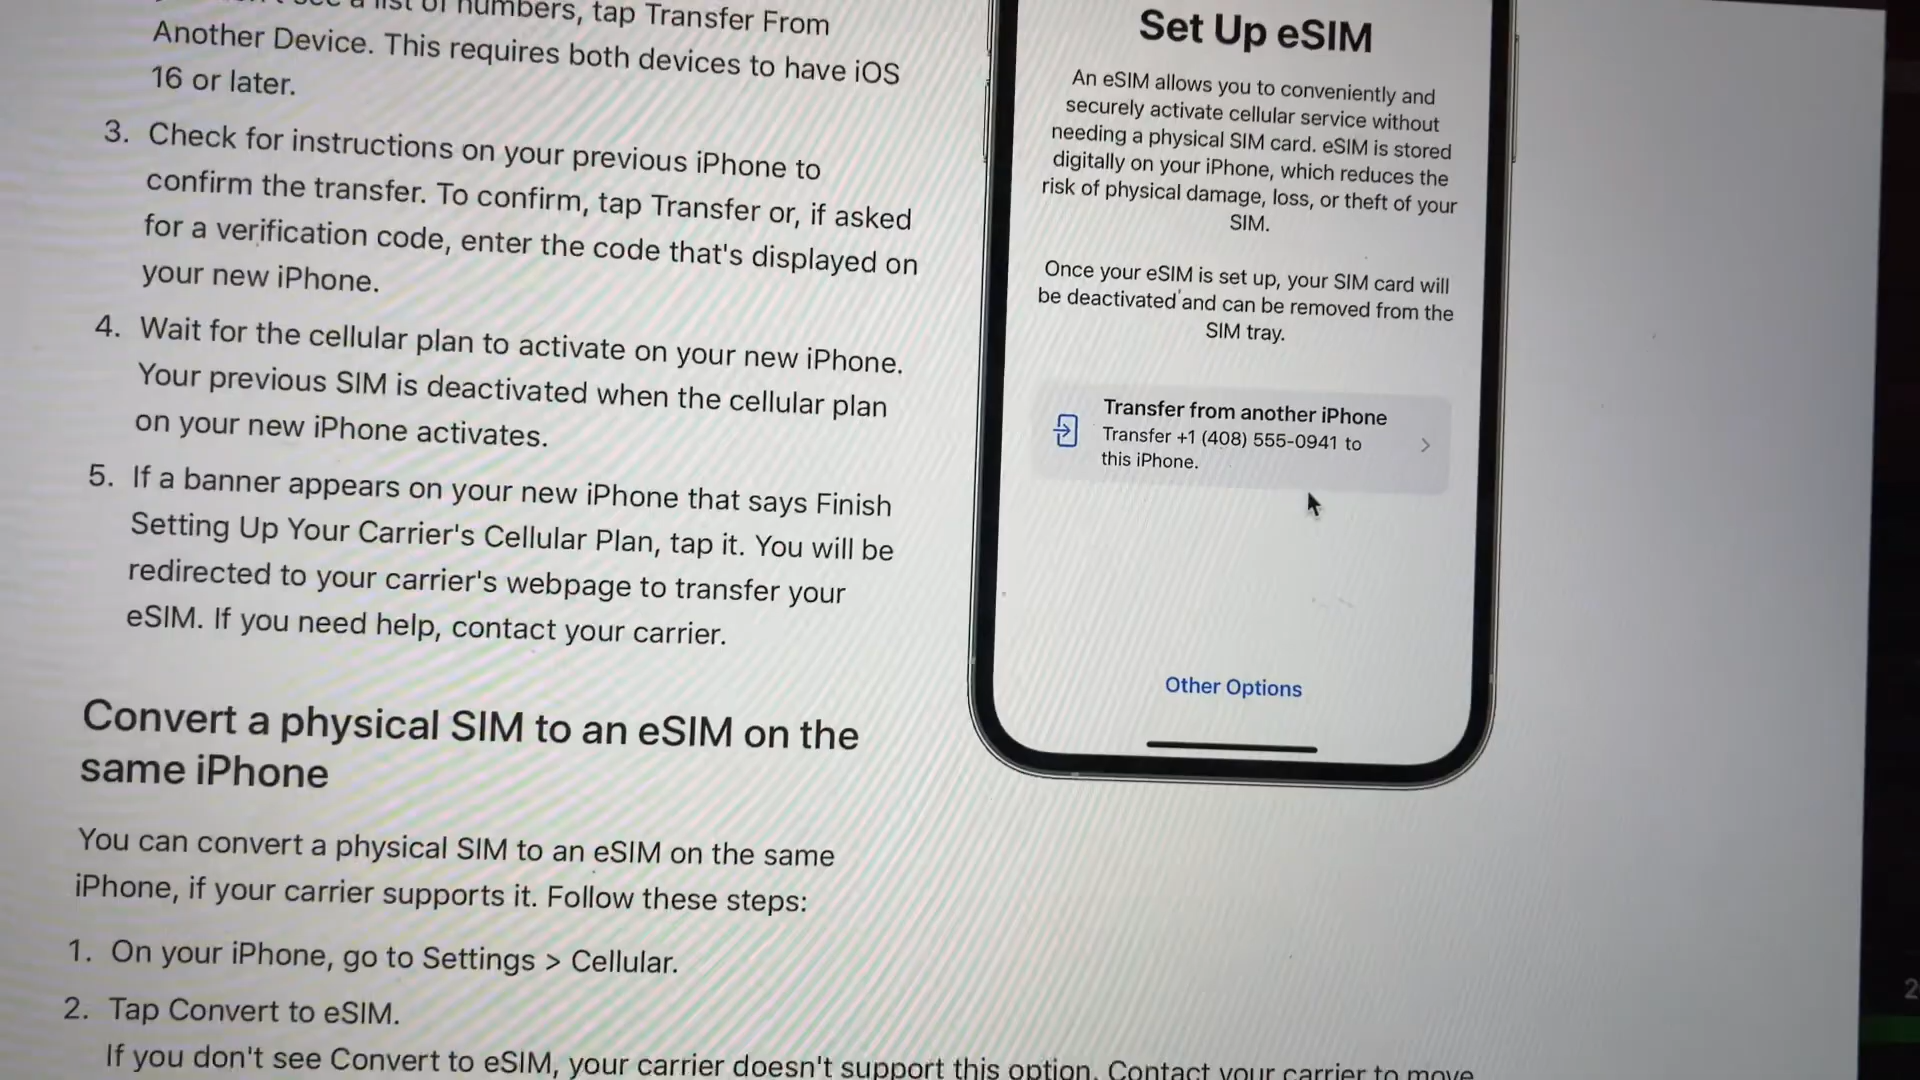 a list of numbers, tap Transfer From
Another Device. This requires both devices to have iOS
16 or later.
3. Check for instructions on your previous iPhone to
confirm the transfer. To confirm, tap Transfer or, if asked
for a verification code, enter the code that's displayed on
your new iPhone.
4. Wait for the cellular plan to activate on your new iPhone.
Your previous SIM is deactivated when the cellular plan
on your new iPhone activates.
5. If a banner appears on your new iPhone that says Finish
Setting Up Your Carrier's Cellular Plan, tap it. You will be
redirected to your carrier's webpage to transfer your
eSIM. If you need help, contact your carrier.
Convert a physical SIM to an eSIM on the
same iPhone
You can convert a physical SIM to an eSIM on the same
iPhone, if your carrier supports it. Follow these steps:
1. On your iPhone, go to Settings > Cellular.
2. Tap Convert to eSIM.
If you don't see Convert to eSIM, your carrier doesn't support this option. Contact your carrier to move
Set Up eSIM
An eSIM allows you to conveniently and
securely activate cellular service without
needing a physical SIM card. eSIM is stored
digitally on your iPhone, which reduces the
risk of physical damage, loss, or theft of your
SIM.
Once your eSIM is set up, your SIM card will
be deactivated and can be removed from the
SIM tray.
Transfer from another iPhone
Transfer +1 (408) 555-0941 to
this iPhone.
Other Options
2